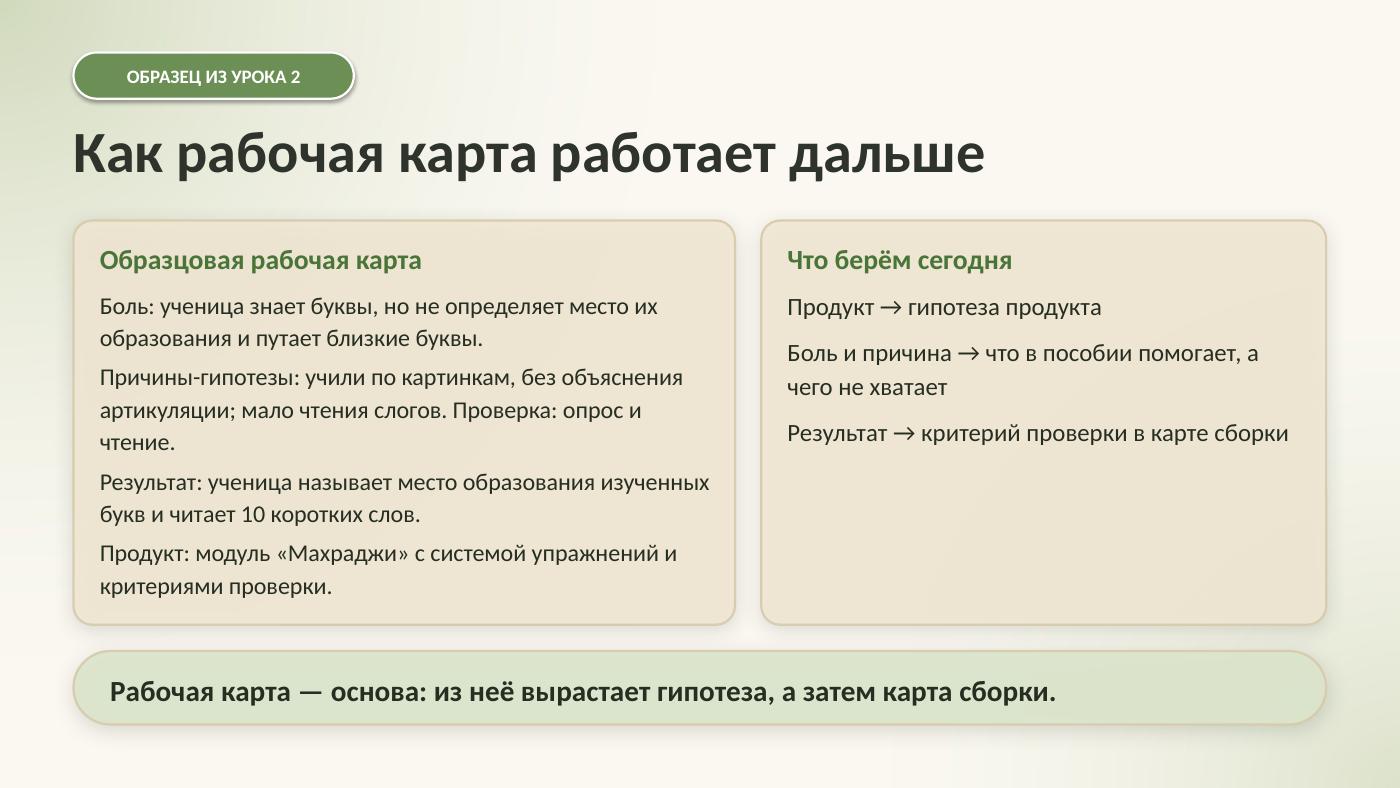 ОБРАЗЕЦ ИЗ УРОКА 2
Как рабочая карта работает дальше
Образцовая рабочая карта
Боль: ученица знает буквы, но не определяет место их
образования и путает близкие буквы.
Причины-гипотезы: учили по картинкам, без объяснения
артикуляции; мало чтения слогов. Проверка: опрос и
чтение.
Результат: ученица называет место образования изученных
букв и читает 10 коротких слов.
Продукт: модуль «Махраджи» с системой упражнений и
критериями проверки.
Что берём сегодня
Продукт → гипотеза продукта
Боль и причина → что в пособии помогает, а
чего не хватает
Результат → критерий проверки в карте сборки
Рабочая карта — основа: из неё вырастает гипотеза, а затем карта сборки.